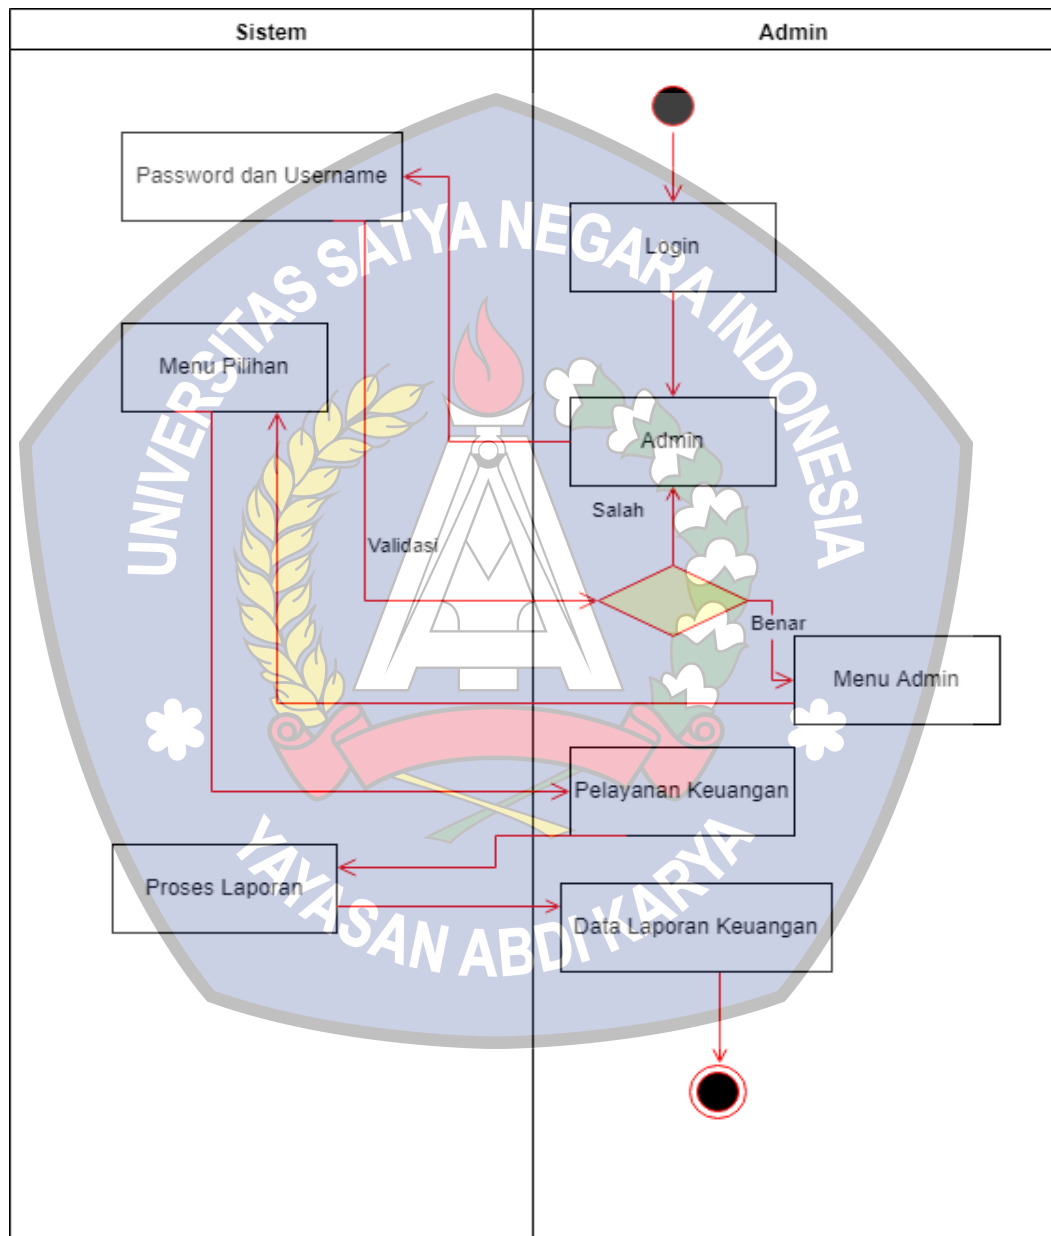 Sistem
Admin
Password dan Username
Login
Menu Pilihan
Admin
Salah
Validasi
Benar
Menu Admin
Pelayanan Keuangan
Proses Laporan
Data Laporan Keuangan
UNIVERSITAS SATYA NEGARA INDONESIA
YAYASAN ABDI KARYA